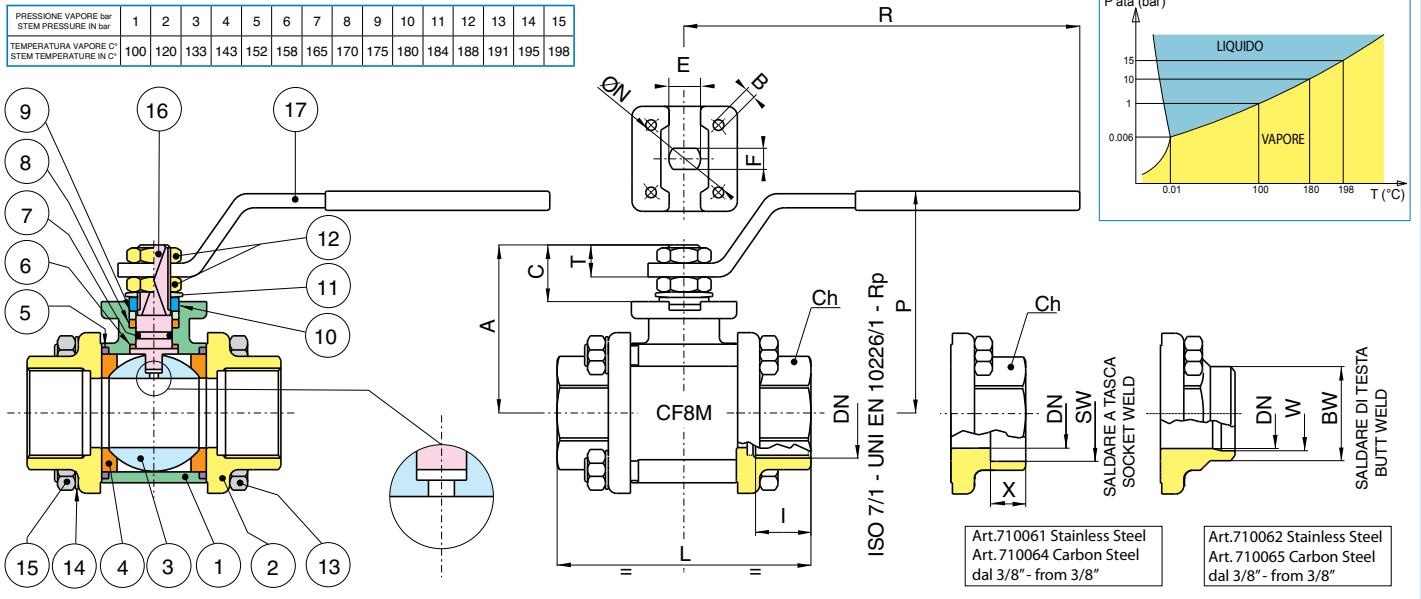 PRESSIONE VAPORE bar
STEM PRESSURE IN bar
1 2 3 4 5 6 7 8 9 10 11 12 13 14 15
TEMPERATURA VAPORE C°
STEM TEMPERATURE IN C°
100 120 133 143 152 158 165 170 175 180 184 188 191 195 198
9
8
7
6
5
16
17
12
11
10
15
14
4
3
1
2
13
R
E
B
ØN
F
A
C
T
P
Ch
CF8M
DN
I
L
=
=
ISO 7/1 - UNI EN 10226/1 - Rp
P ata (bar)
LIQUIDO
15
10
1
0.006
VAPORE
0.01
100
180
198
T (°C)
Ch
DN
SW
X
SALDARE A TASCA
SOCKET WELD
DN
W
BW
SALDARE DI TESTA
BUTT WELD
Art.710061 Stainless Steel
Art. 710064 Carbon Steel
dal 3/8” - from 3/8”
Art.710062 Stainless Steel
Art. 710065 Carbon Steel
dal 3/8” - from 3/8”